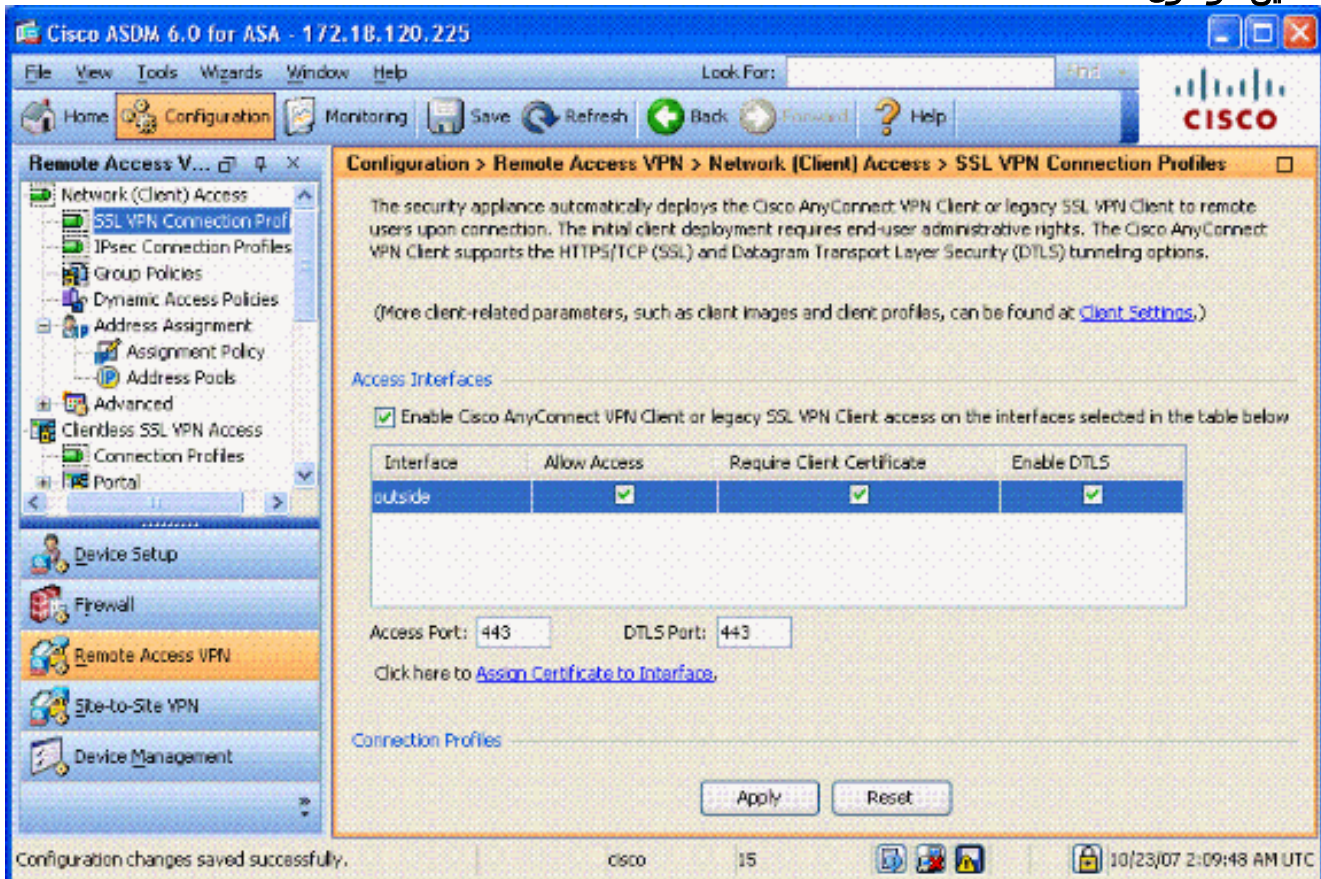 Cisco ASDM 6.0 for ASA - 172.18.120.225
File View Tools Wizards Window Help Look For:
Home Configuration Monitoring Save Refresh Back Forward Help
CISCO
Remote Access V...
Network (Client) Access
SSL VPN Connection Prof
IPsec Connection Profiles
Group Policies
Dynamic Access Policies
Address Assignment
Assignment Policy
Address Pools
Advanced
Clientless SSL VPN Access
Connection Profiles
Portal
Device Setup
Firewall
Remote Access VPN
Site-to-Site VPN
Device Management
Configuration > Remote Access VPN > Network (Client) Access > SSL VPN Connection Profiles
The security appliance automatically deploys the Cisco AnyConnect VPN Client or legacy SSL VPN Client to remote
users upon connection. The initial client deployment requires end-user administrative rights. The Cisco AnyConnect
VPN Client supports the HTTPS/TCP (SSL) and Datagram Transport Layer Security (DTLS) tunneling options.
(More client-related parameters, such as client images and client profiles, can be found at Client Settings.)
Access Interfaces
Enable Cisco AnyConnect VPN Client or legacy SSL VPN Client access on the interfaces selected in the table below
Interface Allow Access Require Client Certificate Enable DTLS
outside
Access Port: 443 DTLS Port: 443
Click here to Assign Certificate to Interface.
Connection Profiles
Apply Reset
Configuration changes saved successfully. cisco 15 10/23/07 2:09:48 AM UTC